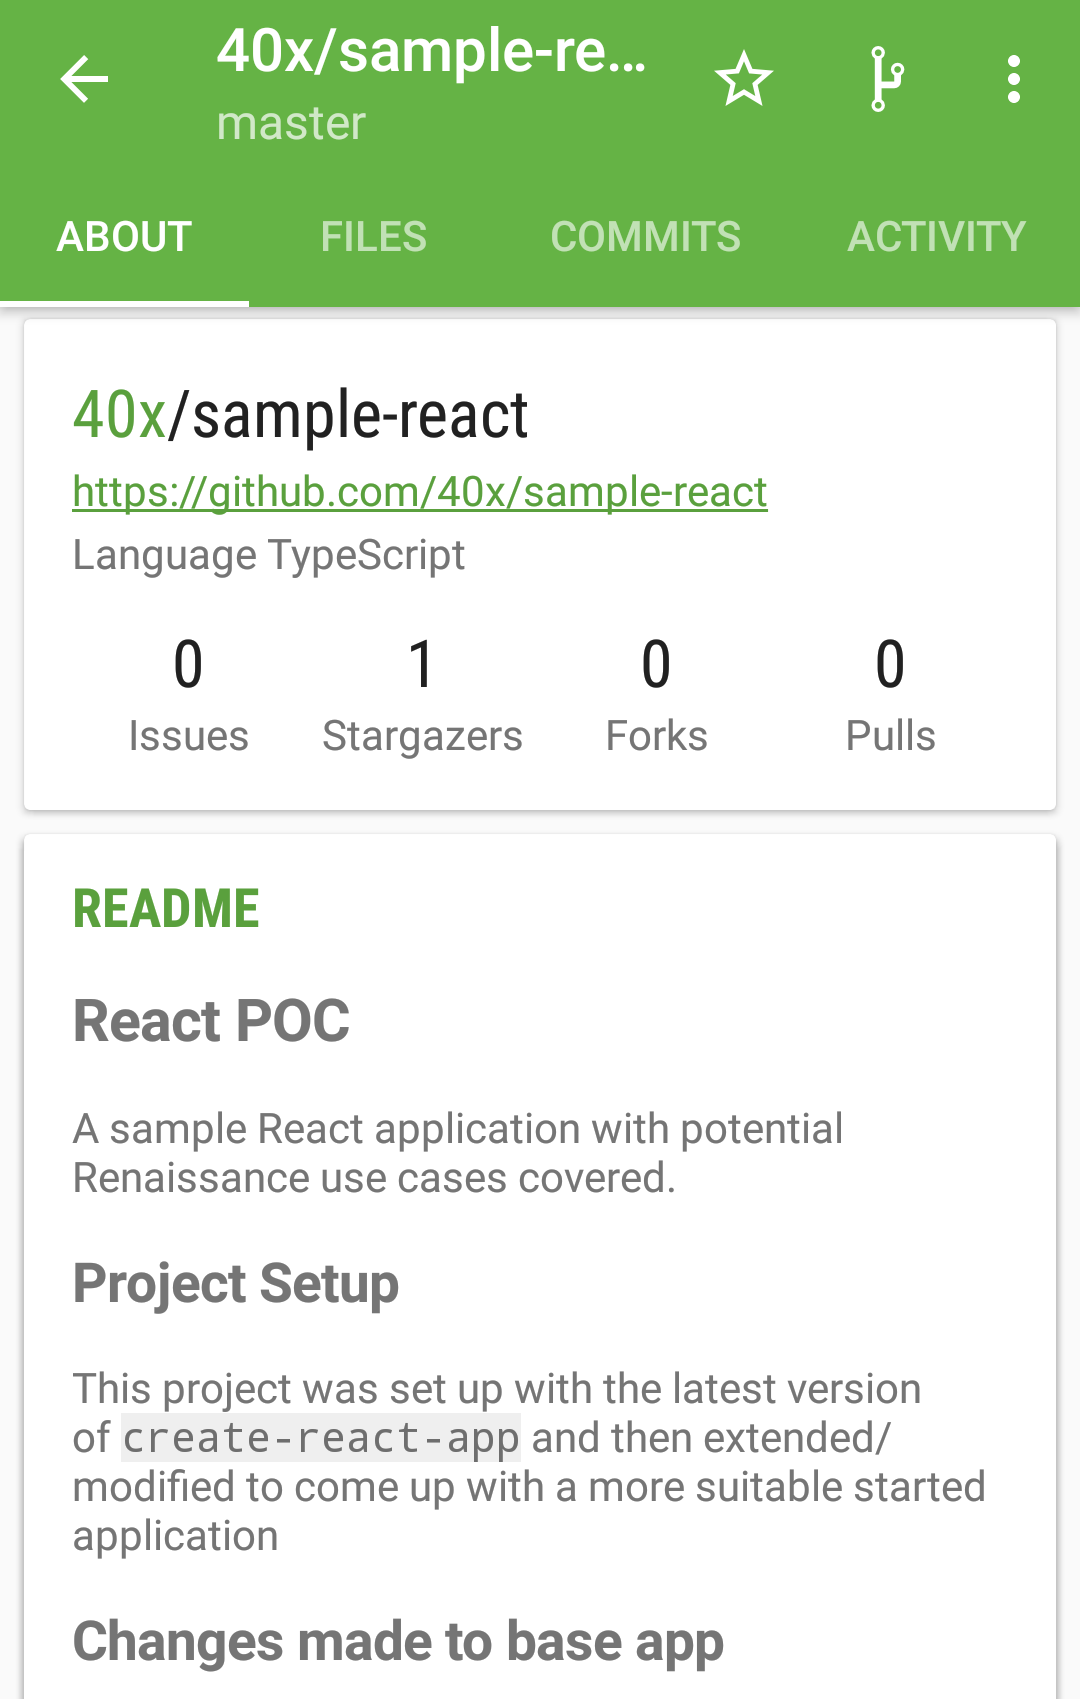 40x/sample-re...
master
ABOUT FILES COMMITS ACTIVITY
40x/sample-react
https://github.com/40x/sample-react
Language TypeScript
0 1 0 0
Issues Stargazers Forks Pulls
README
React POC
A sample React application with potential
Renaissance use cases covered.
Project Setup
This project was set up with the latest version
of create-react-app and then extended/
modified to come up with a more suitable started
application
Changes made to base app